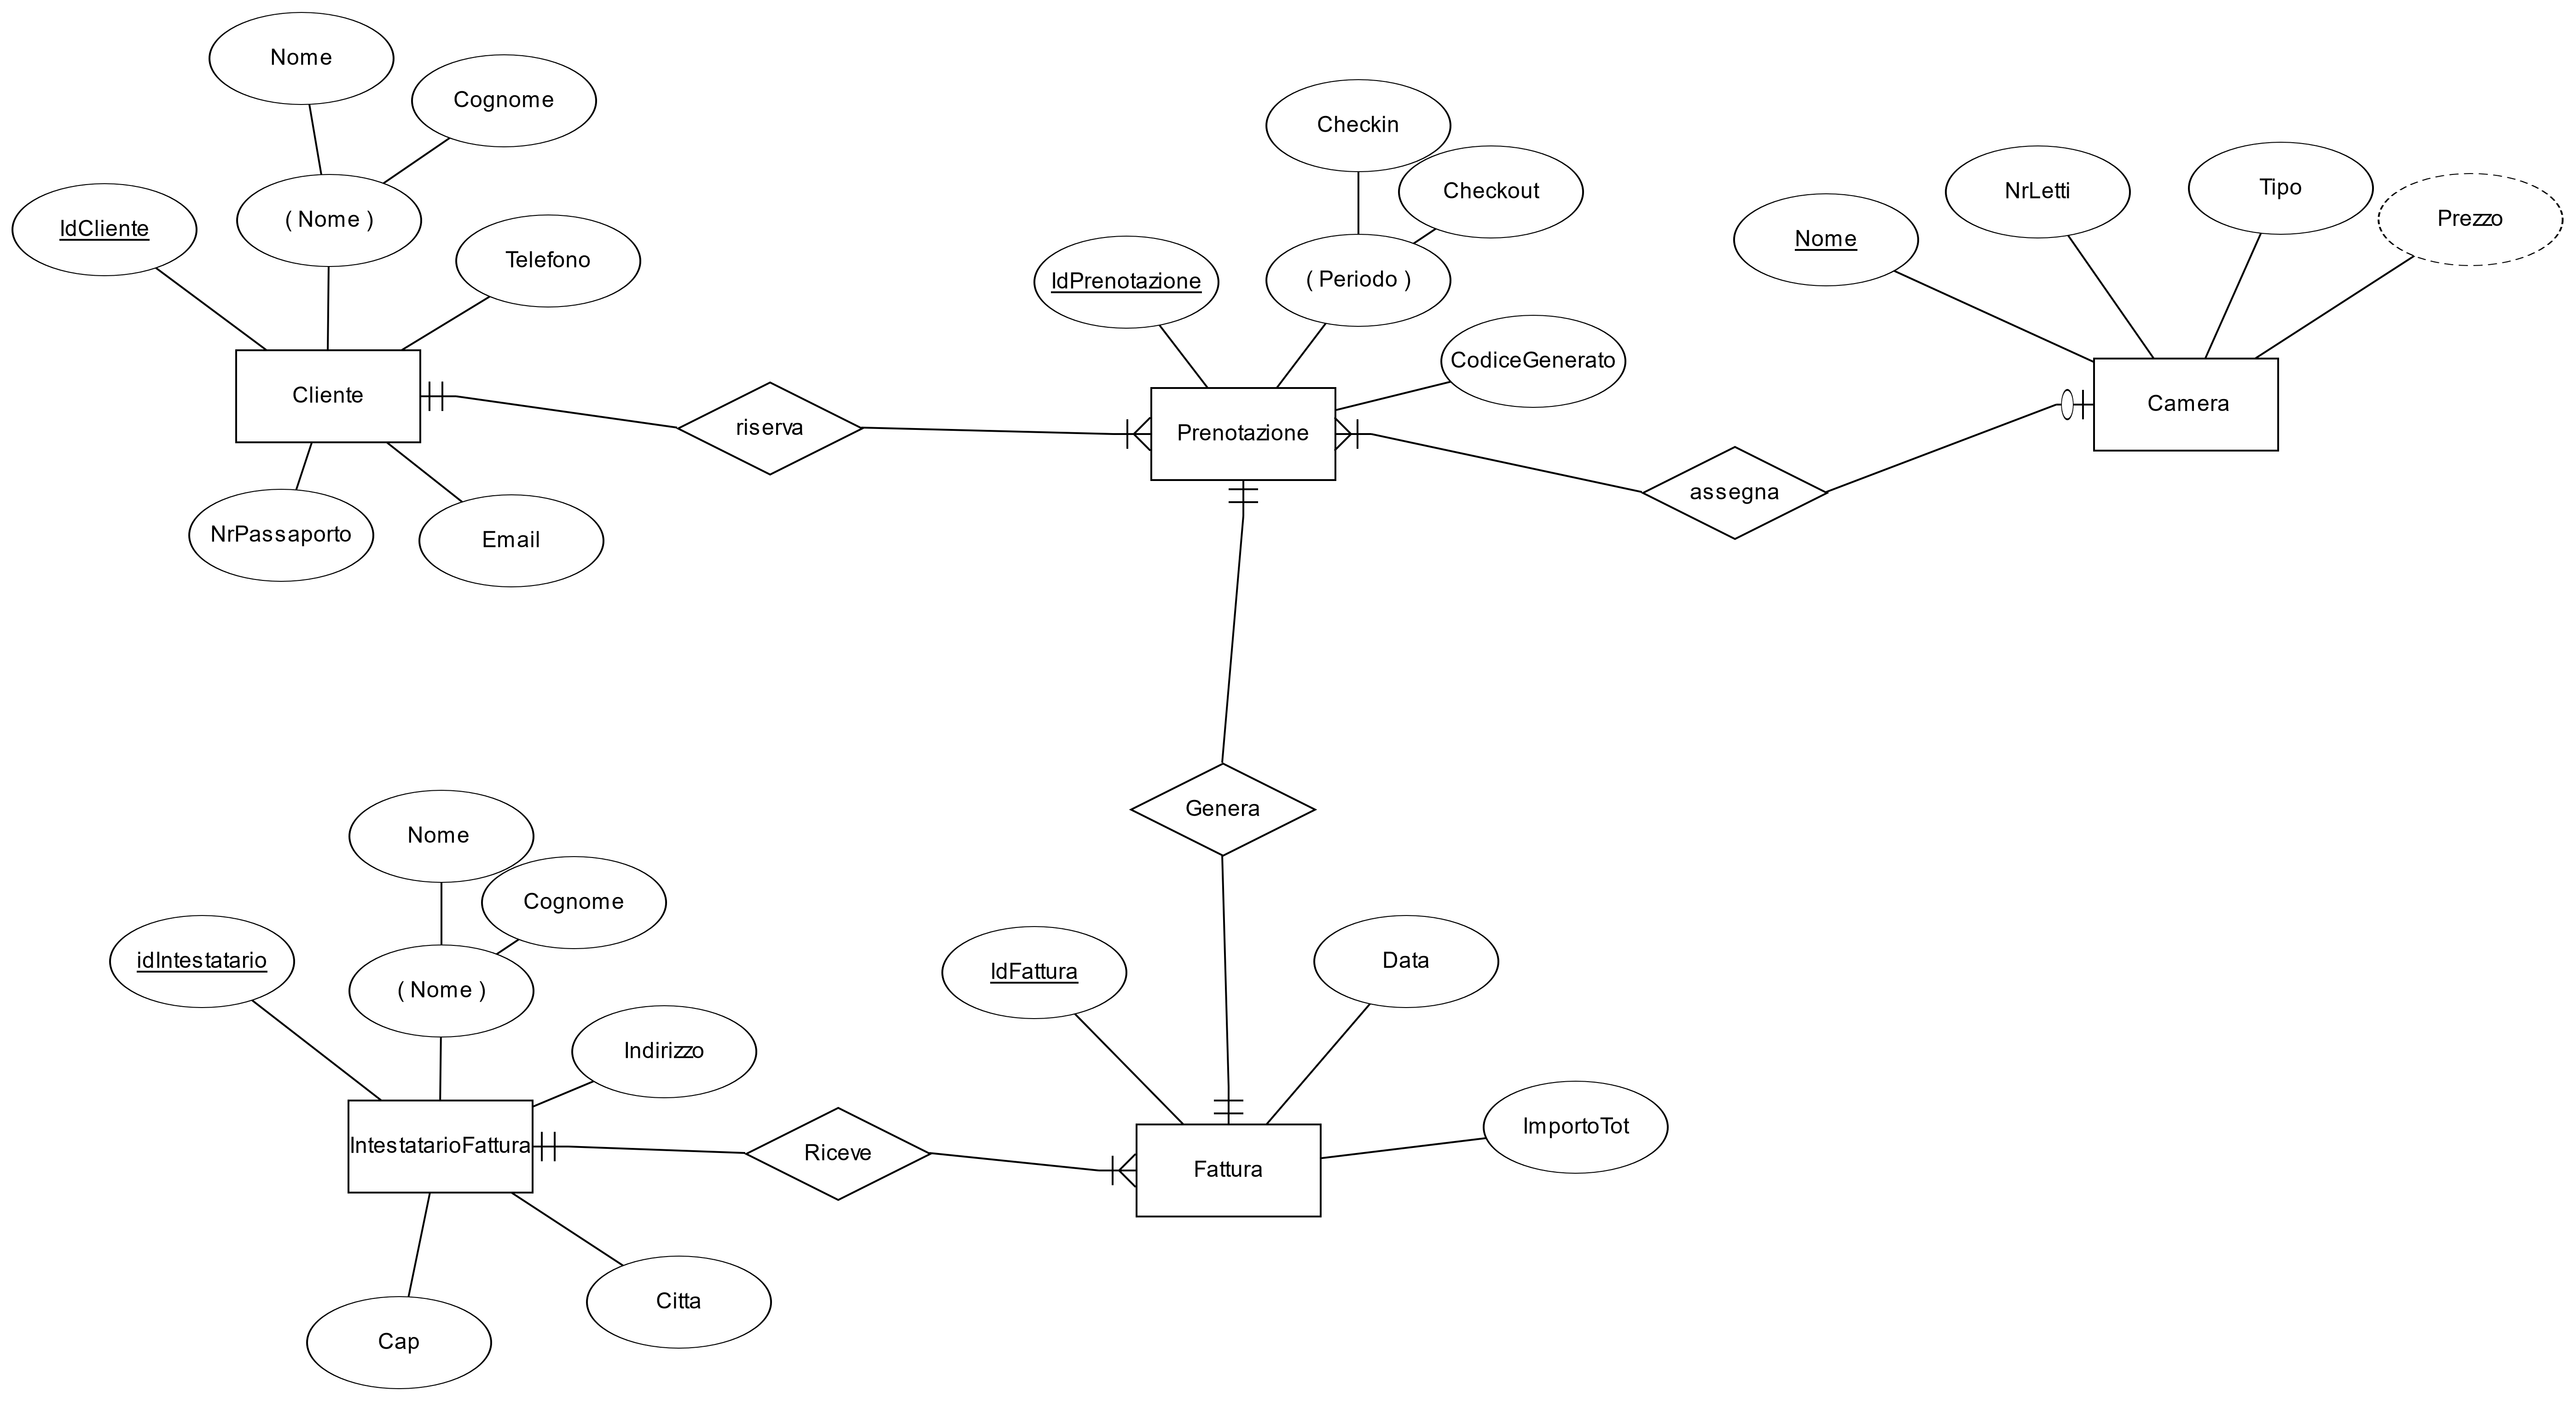 Nome
Cognome
( Nome )
IdCliente
Telefono
Cliente
NrPassaporto
Email
riserva
Checkin
Checkout
( Periodo )
IdPrenotazione
CodiceGenerato
Prenotazione
assegna
Nome
NrLetti
Tipo
Prezzo
Camera
Genera
Nome
Cognome
( Nome )
idIntestatario
Indirizzo
IntestatarioFattura
Cap
Citta
Riceve
IdFattura
Data
ImportoTot
Fattura